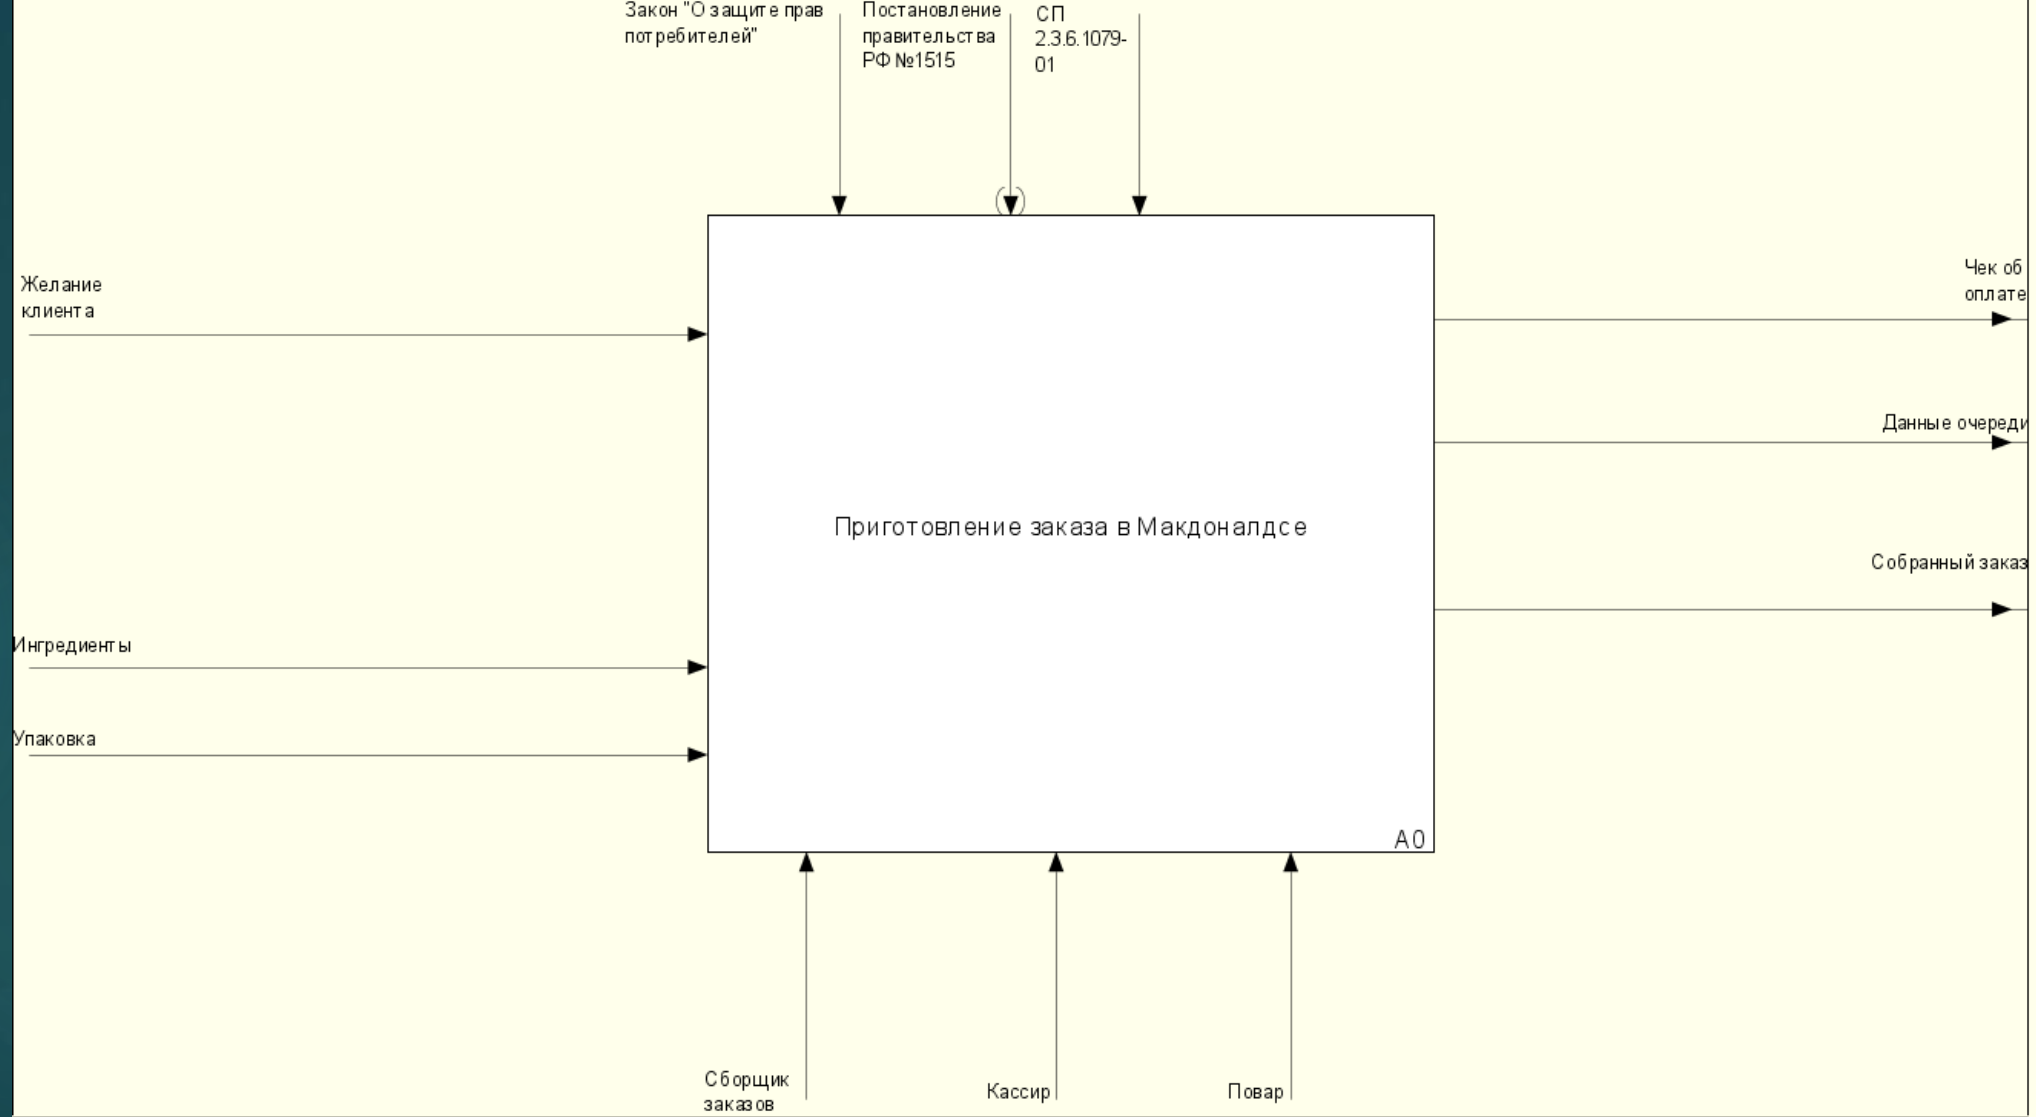 Закон "О защите прав
потребителей"
Постановление
правительства
РФ №1515
СП
2.3.6.1079-
01
Желание
клиента
Чек об
оплате
Данные очереди
Приготовление заказа в Макдоналдсе
Собранный заказ
Ингредиенты
Упаковка
А0
Сборщик
заказов
Кассир
Повар